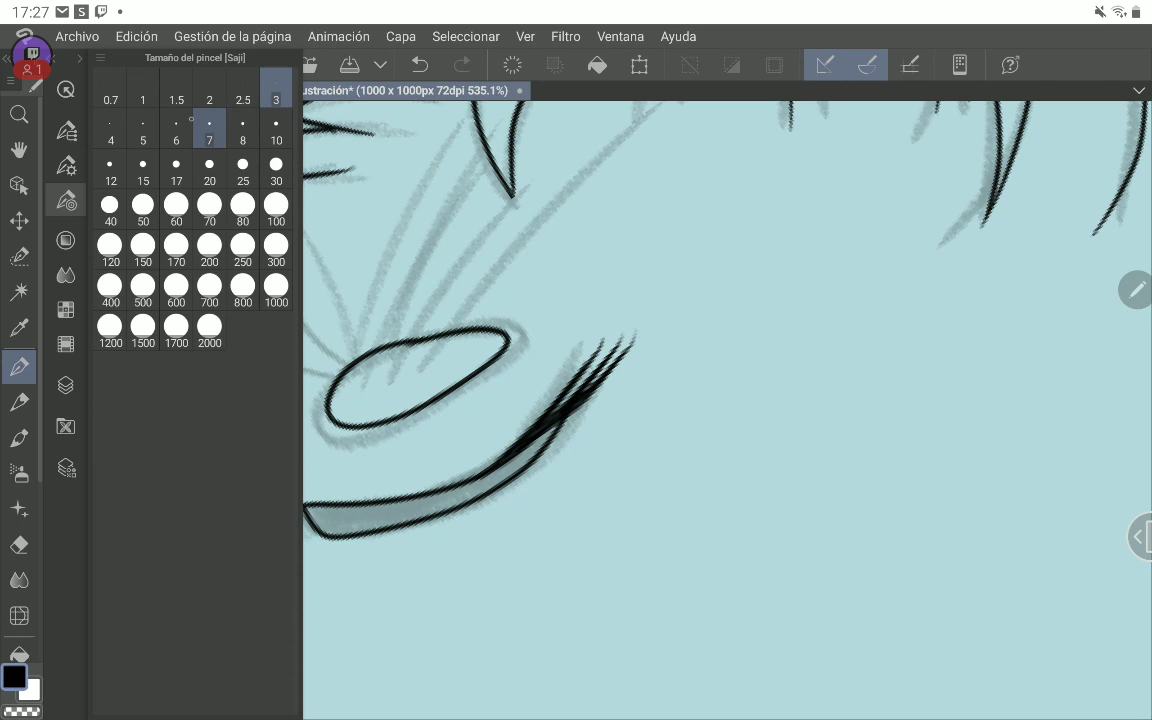 17:27 S
Archivo Edición Gestión de la página Animación Capa Seleccionar Ver Filtro Ventana Ayuda
1
Tamaño del pincel [Saji]
ustración* (1000 x 1000px 72dpi 535.1%)
0.7 1 1.5 2 2.5 3
4 5 6 7 8 10
12 15 17 20 25 30
40 50 60 70 80 100
120 150 170 200 250 300
400 500 600 700 800 1000
1200 1500 1700 2000